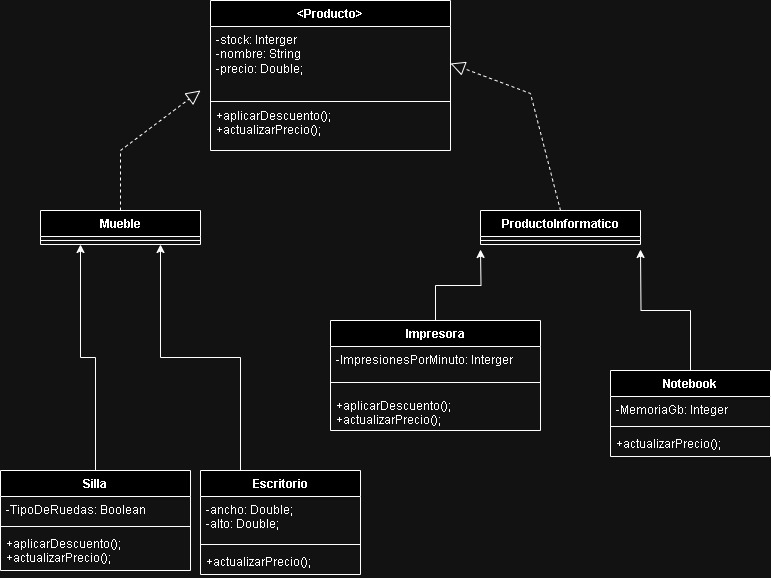 <Producto>
-stock: Interger
-nombre: String
-precio: Double;
+aplicarDescuento();
+actualizarPrecio();
Mueble
ProductoInformatico
Impresora
-ImpresionesPorMinuto: Interger
+aplicarDescuento();
+actualizarPrecio();
Notebook
-MemoriaGb: Integer
+actualizarPrecio();
Silla
-TipoDeRuedas: Boolean
+aplicarDescuento();
+actualizarPrecio();
Escritorio
-ancho: Double;
-alto: Double;
+actualizarPrecio();